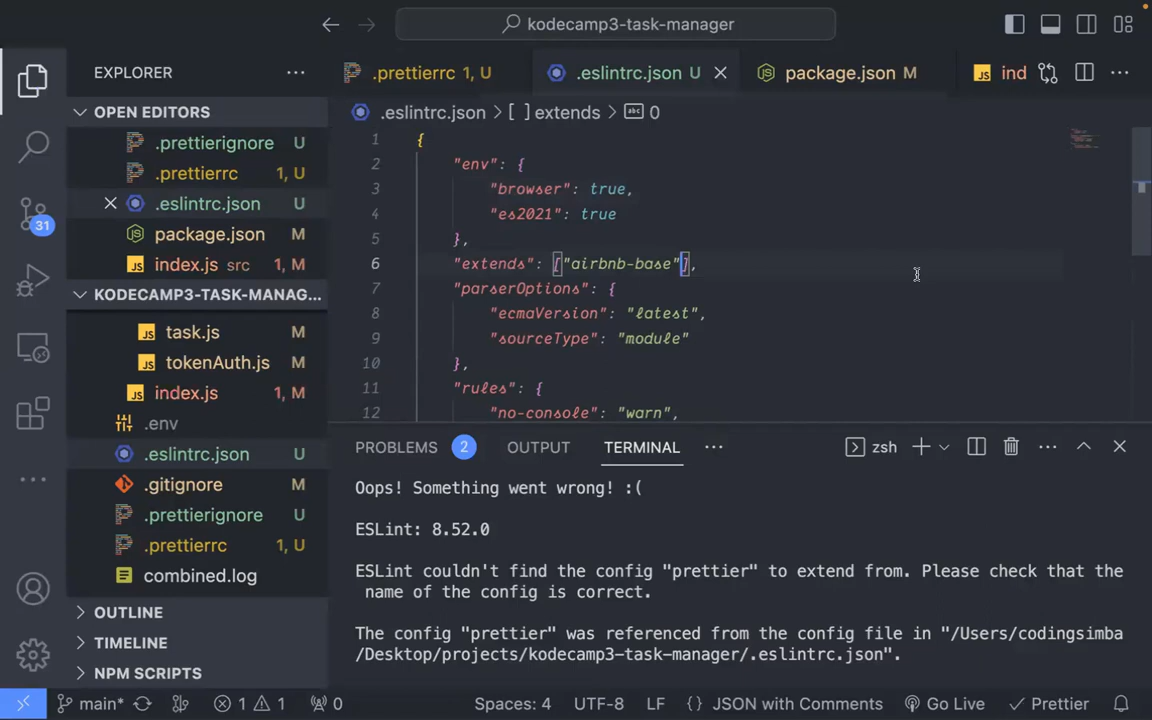 kodecamp3-task-manager
EXPLORER
OPEN EDITORS
.prettierignore U
.prettierrc 1, U
.eslintrc.json U
package.json M
index.js src 1, M
KODECAMP3-TASK-MANAG...
task.js M
tokenAuth.js M
index.js 1, M
.env
.eslintrc.json U
.gitignore M
.prettierignore U
.prettierrc 1, U
combined.log
OUTLINE
TIMELINE
NPM SCRIPTS
31
.prettierrc 1, U
.eslintrc.json U
package.json M
ind
.eslintrc.json > [ ] extends > abc 0
1 {
2 "env": {
3 "browser": true,
4 "es2021": true
5 },
6 "extends": ["airbnb-base"],
7 "parserOptions": {
8 "ecmaVersion": "latest",
9 "sourceType": "module"
10 },
11 "rules": {
12 "no-console": "warn",
PROBLEMS 2 OUTPUT TERMINAL ... zsh
Oops! Something went wrong! :(
ESLint: 8.52.0
ESLint couldn't find the config "prettier" to extend from. Please check that the
name of the config is correct.
The config "prettier" was referenced from the config file in "/Users/codingsimba
/Desktop/projects/kodecamp3-task-manager/.eslintrc.json".
main* 1 1 0 Spaces: 4 UTF-8 LF {} JSON with Comments Go Live Prettier